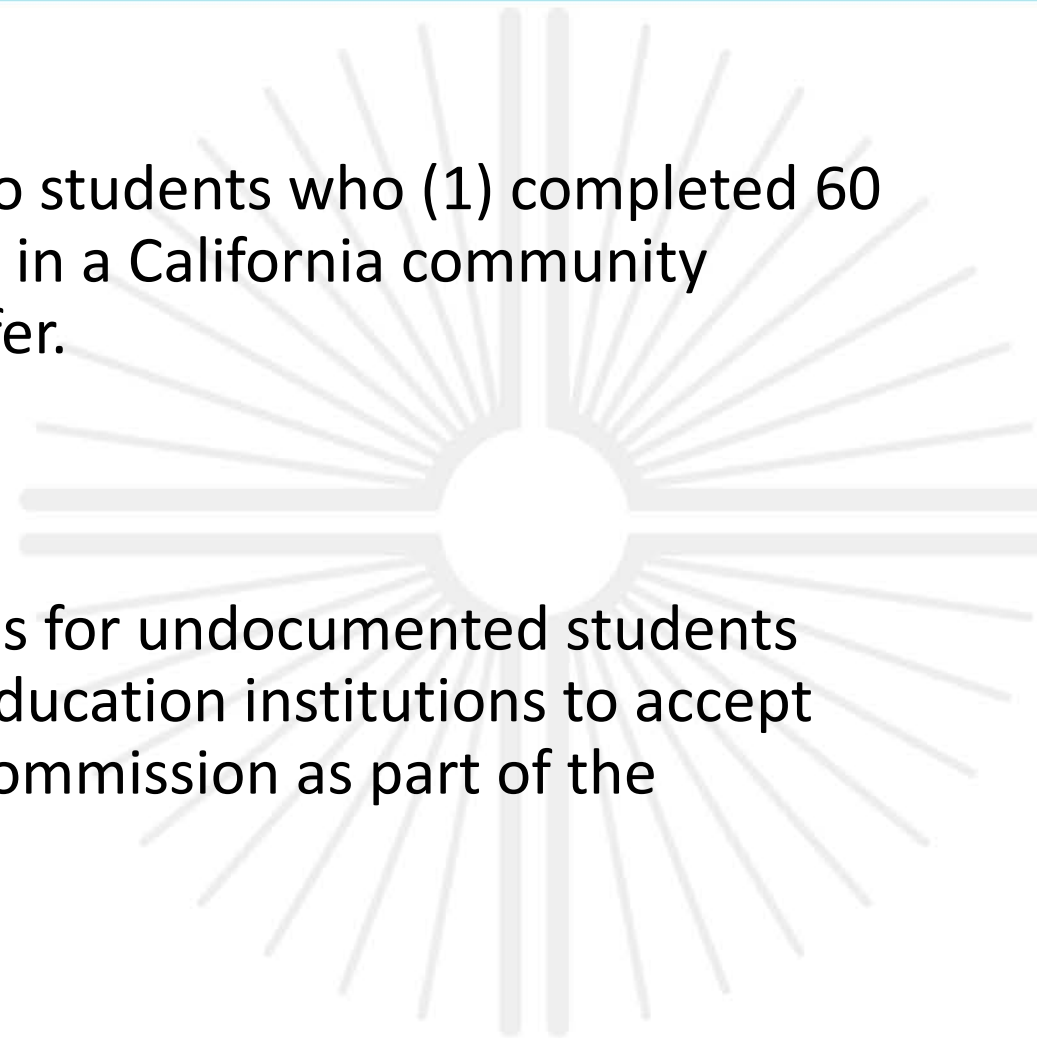 o students who (1) completed 60
in a California community
fer.
s for undocumented students
ducation institutions to accept
ommission as part of the